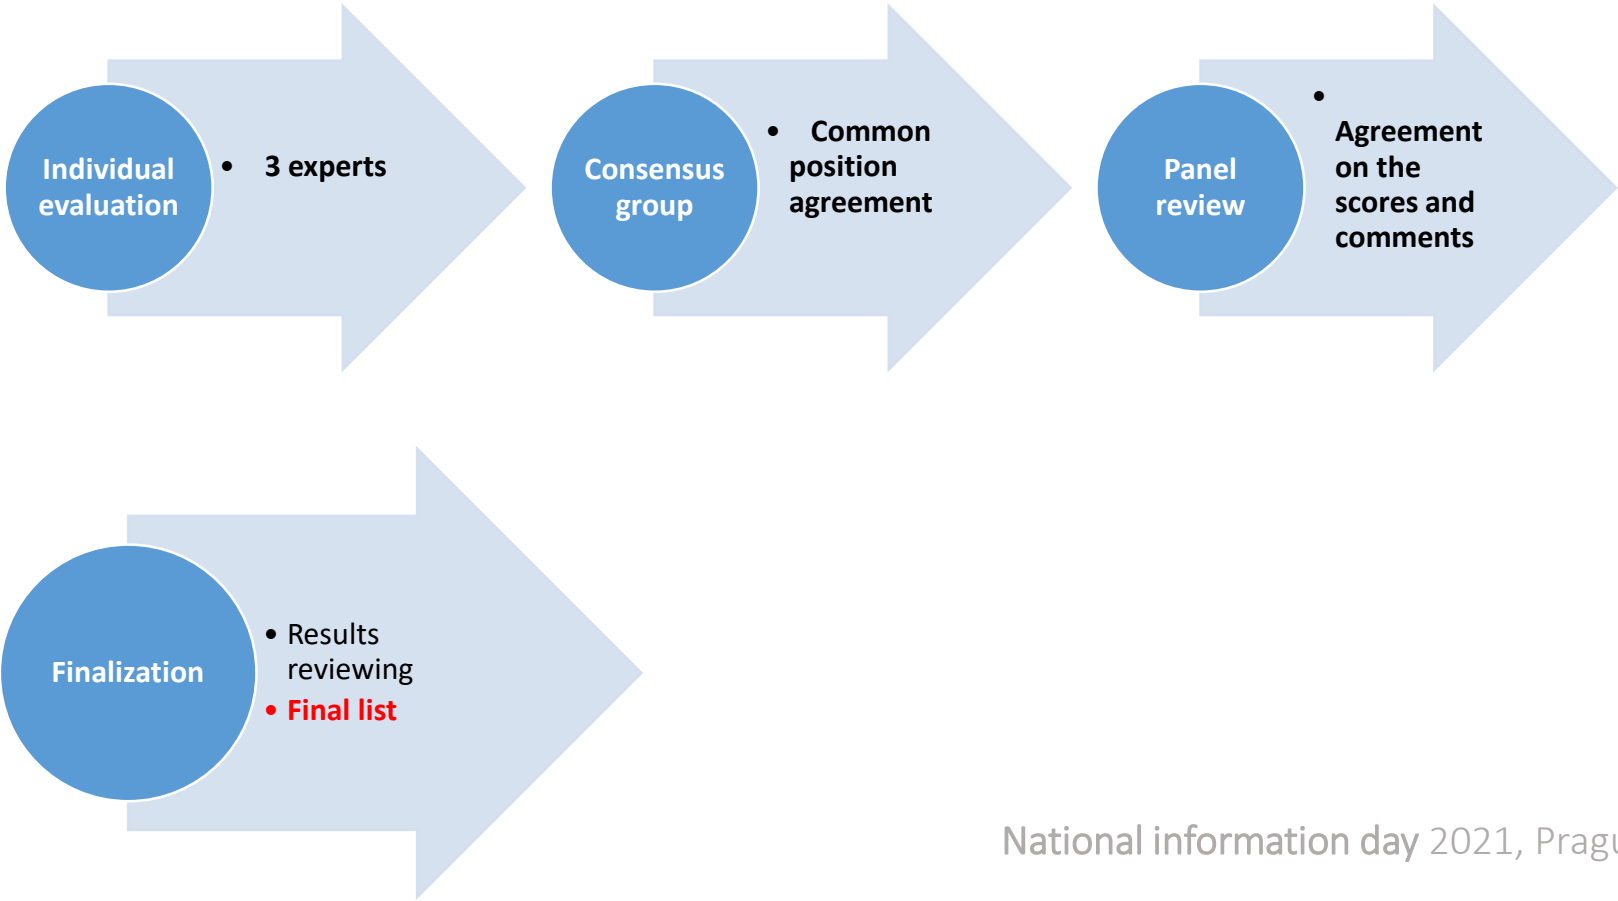 Individual
evaluation
• 3 experts
Consensus
group
• Common
position
agreement
Panel
review
•
Agreement
on the
scores and
comments
Finalization
• Results
reviewing
• Final list
National information day 2021, Pragu